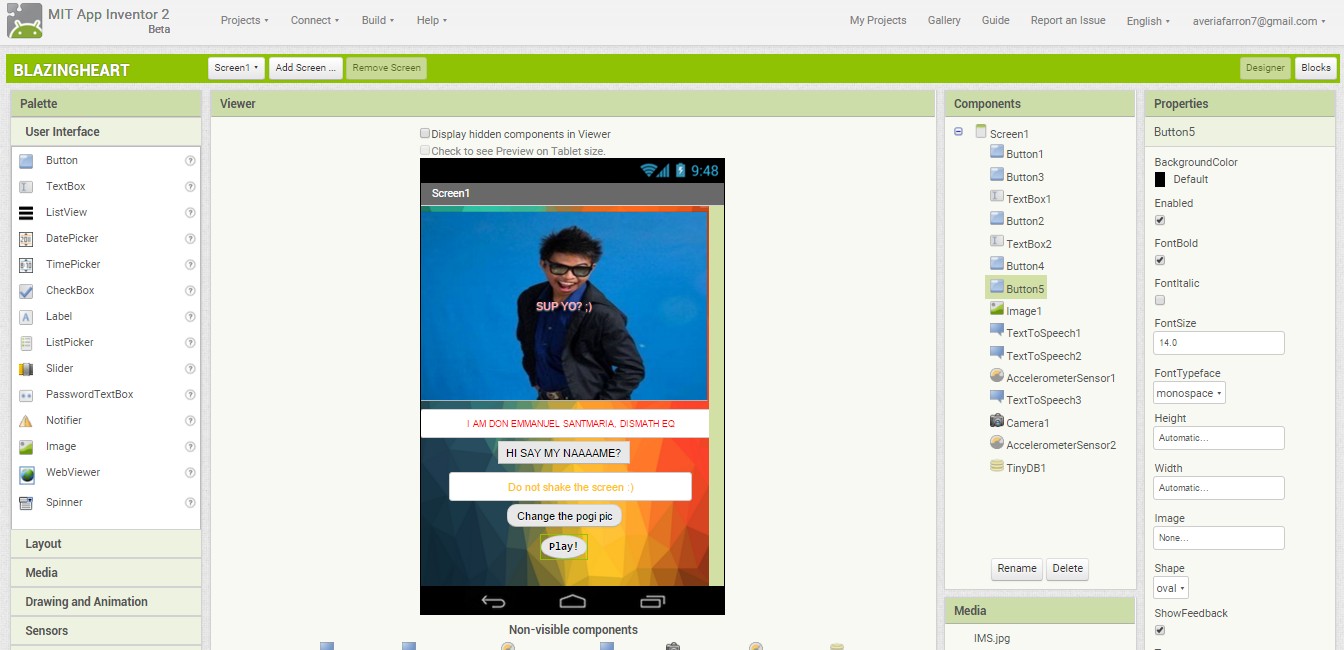 MIT App Inventor 2
Beta
Projects
Connect
Build
Help
My Projects
Gallery
Guide
Report an Issue
English
averiafarron7@gmail.com
BLAZINGHEART
Screen1
Add Screen ...
Remove Screen
Designer
Blocks
Palette
User Interface
Button
TextBox
ListView
DatePicker
TimePicker
CheckBox
Label
ListPicker
Slider
PasswordTextBox
Notifier
Image
WebViewer
Spinner
Layout
Media
Drawing and Animation
Sensors
Viewer
Display hidden components in Viewer
Check to see Preview on Tablet size.
9:48
Screen1
SUP YO? ;)
I AM DON EMMANUEL SANTMARIA, DISMATH EQ
HI SAY MY NAAAAME?
Do not shake the screen :)
Change the pogi pic
Play!
Non-visible components
Components
Screen1
Button1
Button3
TextBox1
Button2
TextBox2
Button4
Button5
Image1
TextToSpeech1
TextToSpeech2
AccelerometerSensor1
TextToSpeech3
Camera1
AccelerometerSensor2
TinyDB1
Rename
Delete
Media
IMS.jpg
Properties
Button5
BackgroundColor
Default
Enabled
FontBold
FontItalic
FontSize
14.0
FontTypeface
monospace
Height
Automatic...
Width
Automatic...
Image
None...
Shape
oval
ShowFeedback